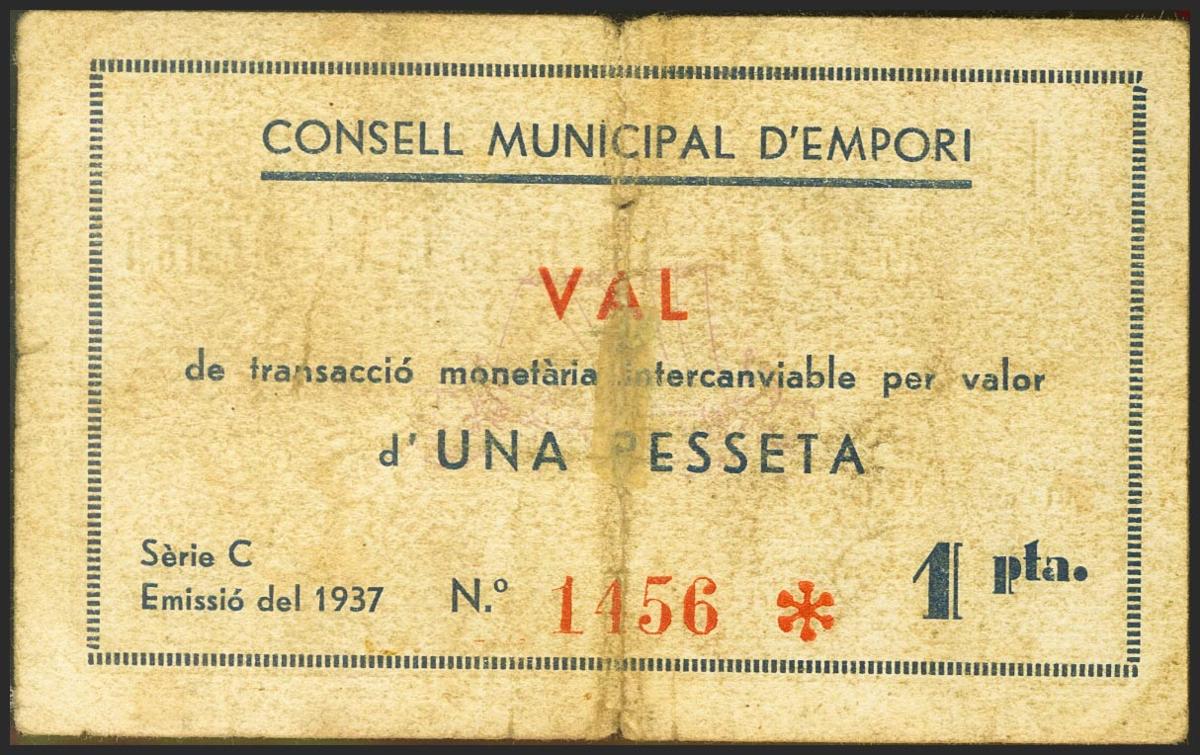 CONSELL MUNICIPAL D'EMPORI
VAL
de transacció monetària intercanviable per valor
d'UNA PESSETA
Sèrie C
Emissió del 1937
N.º 1456 *
1 pta.